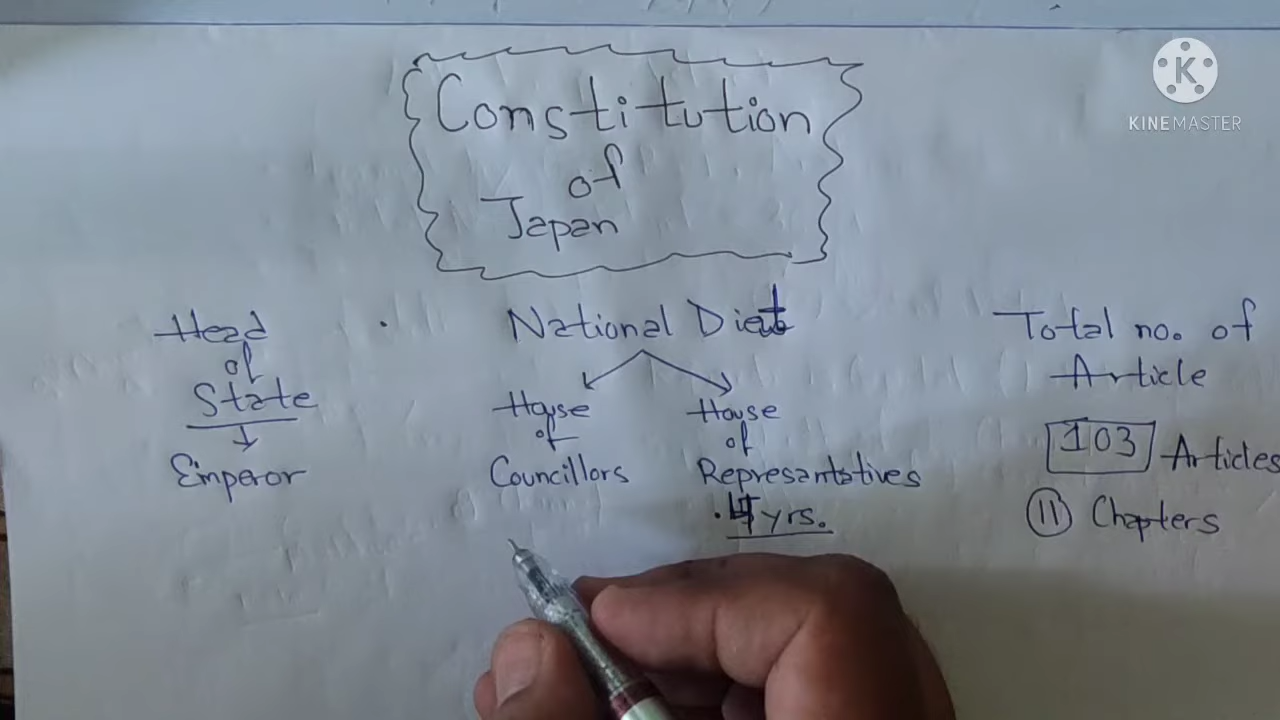 Constitution
of
Japan
Head
of
State
Emperor
National Diet
House
of
Councillors
House
of
Represantatives
. 4 yrs.
Total no. of
Article
103 Articles
11 Chapters
KINEMASTER